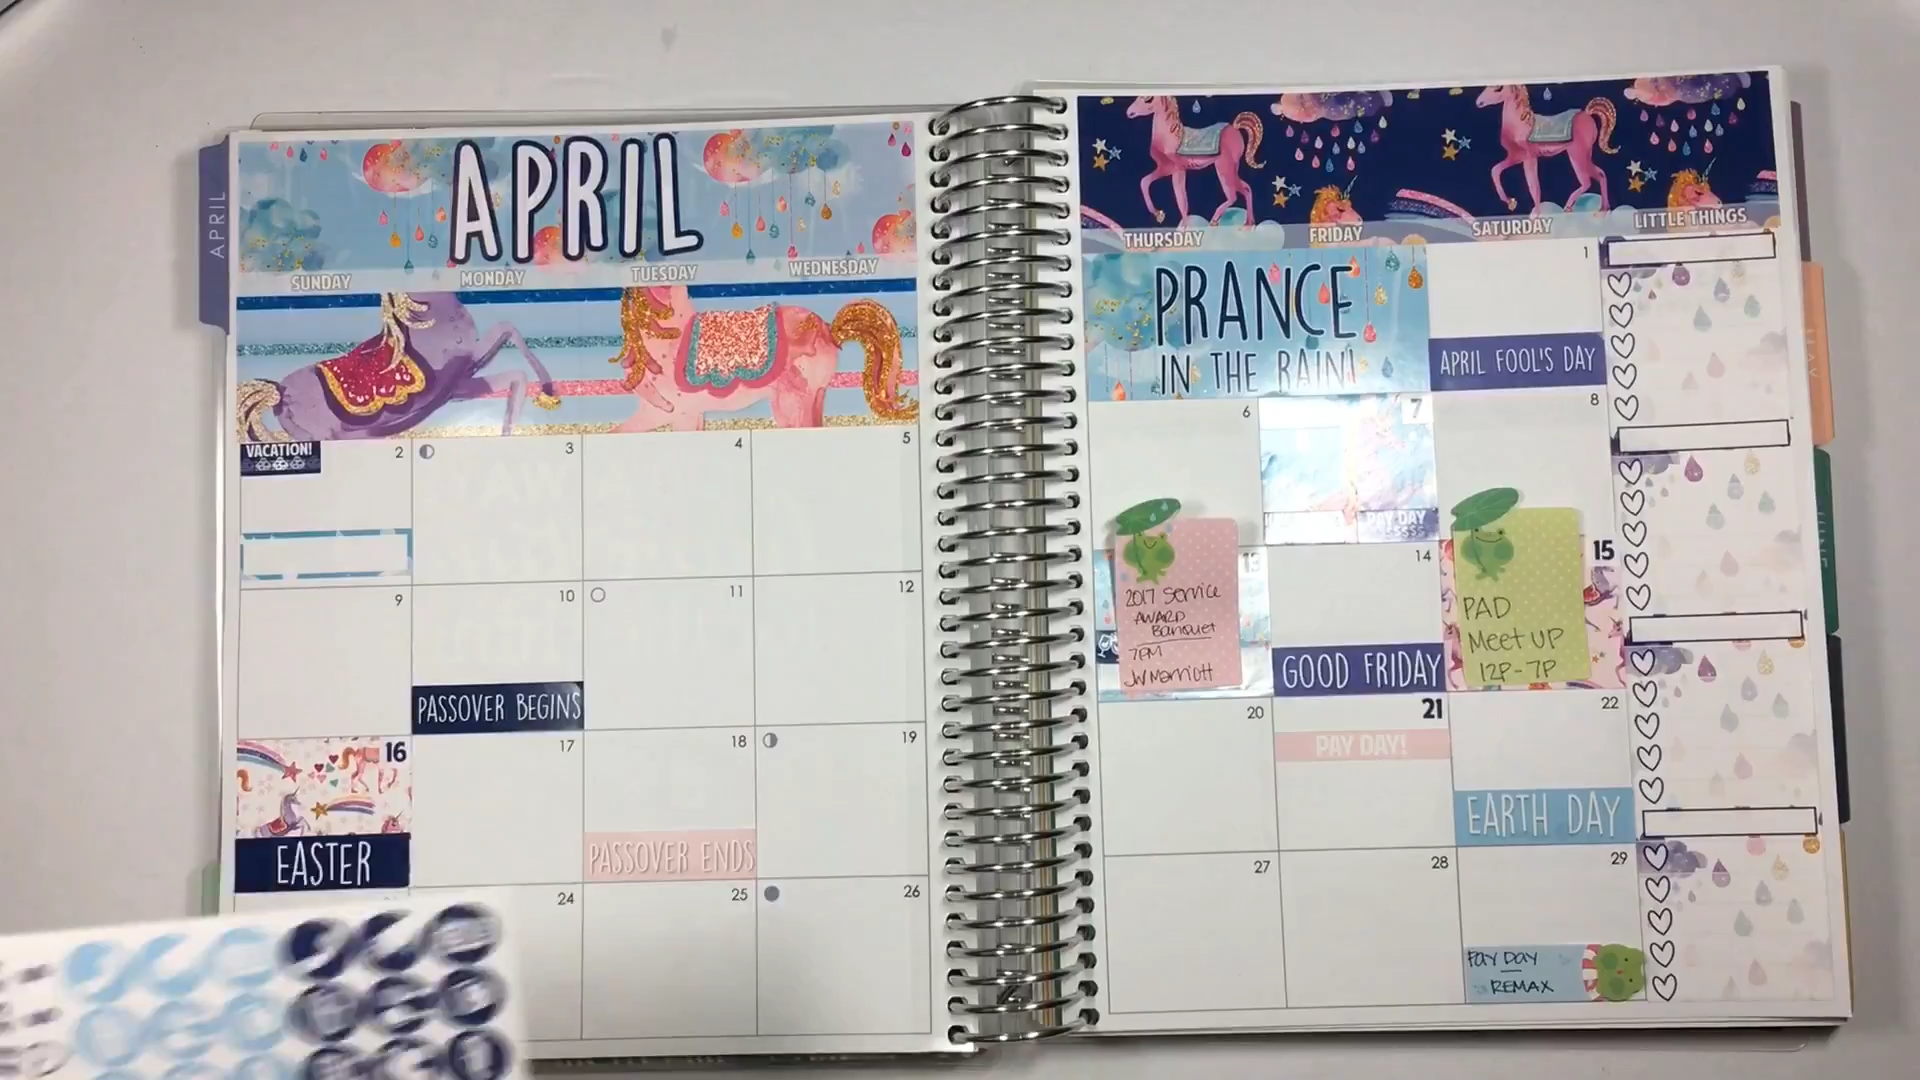 APRIL
APRIL
SUNDAY
MONDAY
TUESDAY
WEDNESDAY
THURSDAY
FRIDAY
SATURDAY
LITTLE THINGS
PRANCE
IN THE RAIN!
1
APRIL FOOL'S DAY
VACATION!
2
3
4
5
6
7
PAY DAY
$$$$
8
9
10
PASSOVER BEGINS
11
12
13
2017 Service
AWARD
Banquet
7PM
JW Marriott
14
GOOD FRIDAY
15
PAD
Meet UP
12P-7P
16
EASTER
17
18
PASSOVER ENDS
19
20
21
PAY DAY!
22
EARTH DAY
24
25
26
27
28
29
Pay Day
REMAX
MAY
JUNE